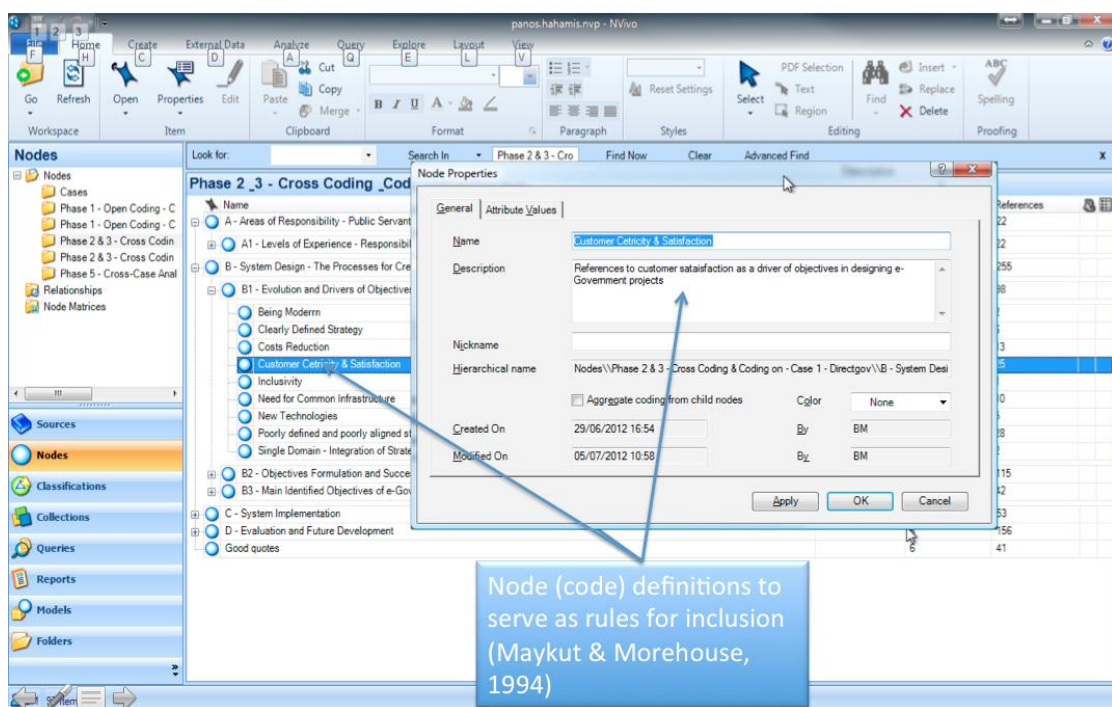 panos.hahamis.nvp - NVivo
1 2 3
File Home Create External Data Analyze Query Explore Layout View
F H C D A Q E L V
Go Refresh Open Properties Edit Paste
Cut
Copy
Merge
B I U A
Reset Settings
Select
PDF Selection
Text
Region
Find
Insert
Replace
Delete
ABC
Spelling
Workspace Item Clipboard Format Paragraph Styles Editing Proofing
Nodes
Nodes
Cases
Phase 1 - Open Coding - C
Phase 1 - Open Coding - C
Phase 2 & 3 - Cross Codin
Phase 2 & 3 - Cross Codin
Phase 5 - Cross-Case Anal
Relationships
Node Matrices
Sources
Nodes
Classifications
Collections
Queries
Reports
Models
Folders
Look for: Search In Phase 2 & 3 - Cro Find Now Clear Advanced Find x
Phase 2 _3 - Cross Coding _Cod
Name References
A - Areas of Responsibility - Public Servant 22
A1 - Levels of Experience - Responsibil 22
B - System Design - The Processes for Cre 255
B1 - Evolution and Drivers of Objective 98
Being Moderrn
Clearly Defined Strategy
Costs Reduction 13
Customer Cetricity & Satisfaction 25
Inclusivity
Need for Common Infrastructure
New Technologies
Poorly defined and poorly aligned st
Single Domain - Integration of Strate
B2 - Objectives Formulation and Succe 115
B3 - Main Identified Objectives of e-Gov
C - System Implementation
D - Evaluation and Future Development 156
Good quotes 6 41
Node Properties
General Attribute Values
Name Customer Cetricity & Satisfaction
Description References to customer sataisfaction as a driver of objectives in designing e-
Government projects
Nickname
Hierarchical name Nodes\\Phase 2 & 3 - Cross Coding & Coding on - Case 1 - Directgov\\B - System Desi
Aggregate coding from child nodes Color None
Created On 29/06/2012 16:54 By BM
Modified On 05/07/2012 10:58 By BM
Apply OK Cancel
Node (code) definitions to
serve as rules for inclusion
(Maykut & Morehouse,
1994)